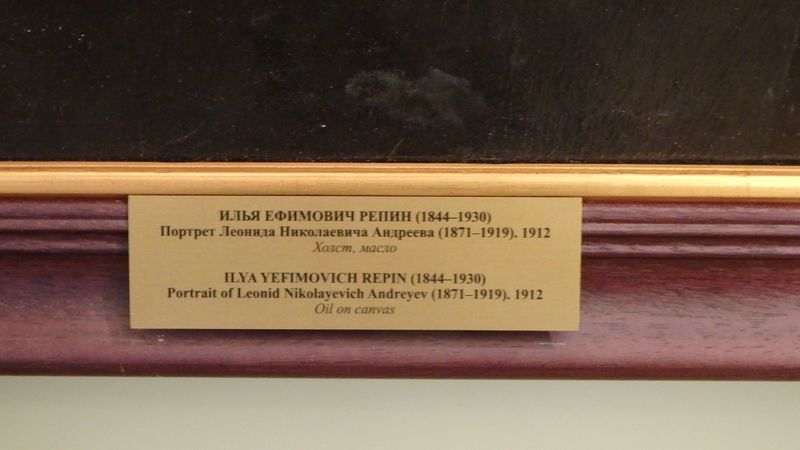 ИЛЬЯ ЕФИМОВИЧ РЕПИН (1844–1930)
Портрет Леонида Николаевича Андреева (1871–1919). 1912
Холст, масло
ILYA YEFIMOVICH REPIN (1844–1930)
Portrait of Leonid Nikolayevich Andreyev (1871–1919). 1912
Oil on canvas